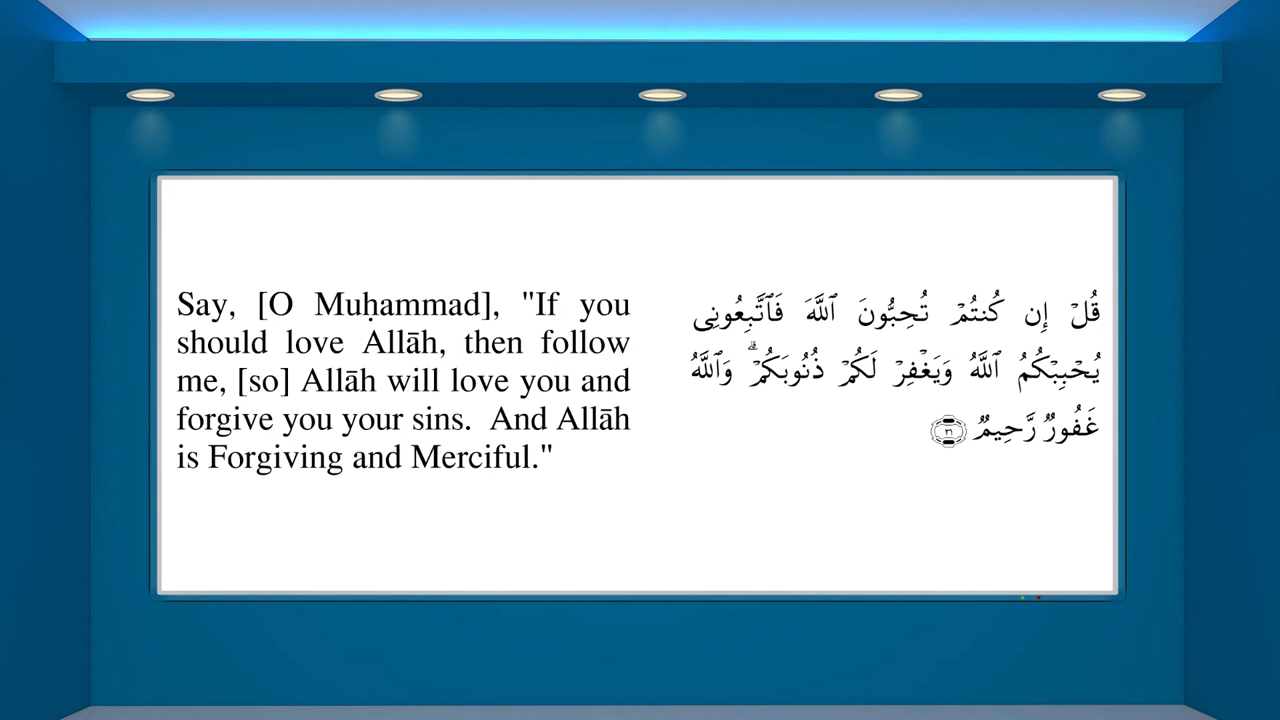 Say, [O Muḥammad], "If you
should love Allāh, then follow
me, [so] Allāh will love you and
forgive you your sins.  And Allāh
is Forgiving and Merciful."
قُلْ إِن كُنتُمْ تُحِبُّونَ ٱللَّهَ فَٱتَّبِعُونِى
يُحْبِبْكُمُ ٱللَّهُ وَيَغْفِرْ لَكُمْ ذُنُوبَكُمْ ۗ وَٱللَّهُ
غَفُورٌ رَّحِيمٌ ٣١